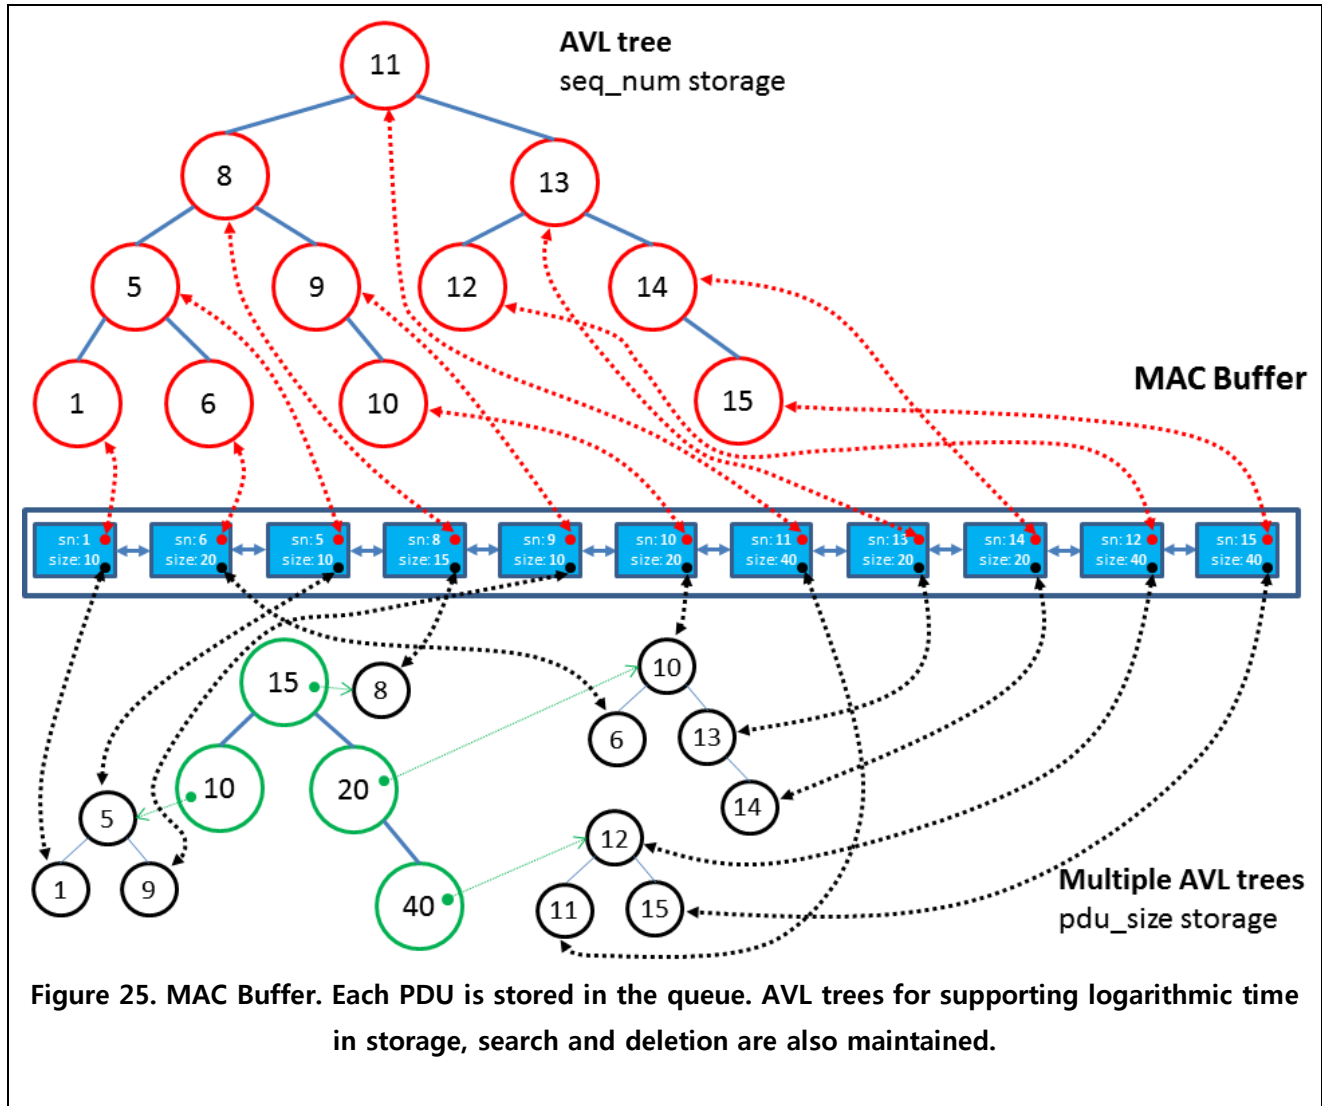 AVL tree
seq_num storage
11
8
13
5
9
12
14
1
6
10
15
MAC Buffer
sn: 1
size: 10
sn: 6
size: 20
sn: 5
size: 10
sn: 8
size: 15
sn: 9
size: 10
sn: 10
size: 20
sn: 11
size: 40
sn: 13
size: 20
sn: 14
size: 20
sn: 12
size: 40
sn: 15
size: 40
15
8
10
20
40
5
1
9
10
6
13
14
12
11
15
Multiple AVL trees
pdu_size storage
Figure 25. MAC Buffer. Each PDU is stored in the queue. AVL trees for supporting logarithmic time
in storage, search and deletion are also maintained.